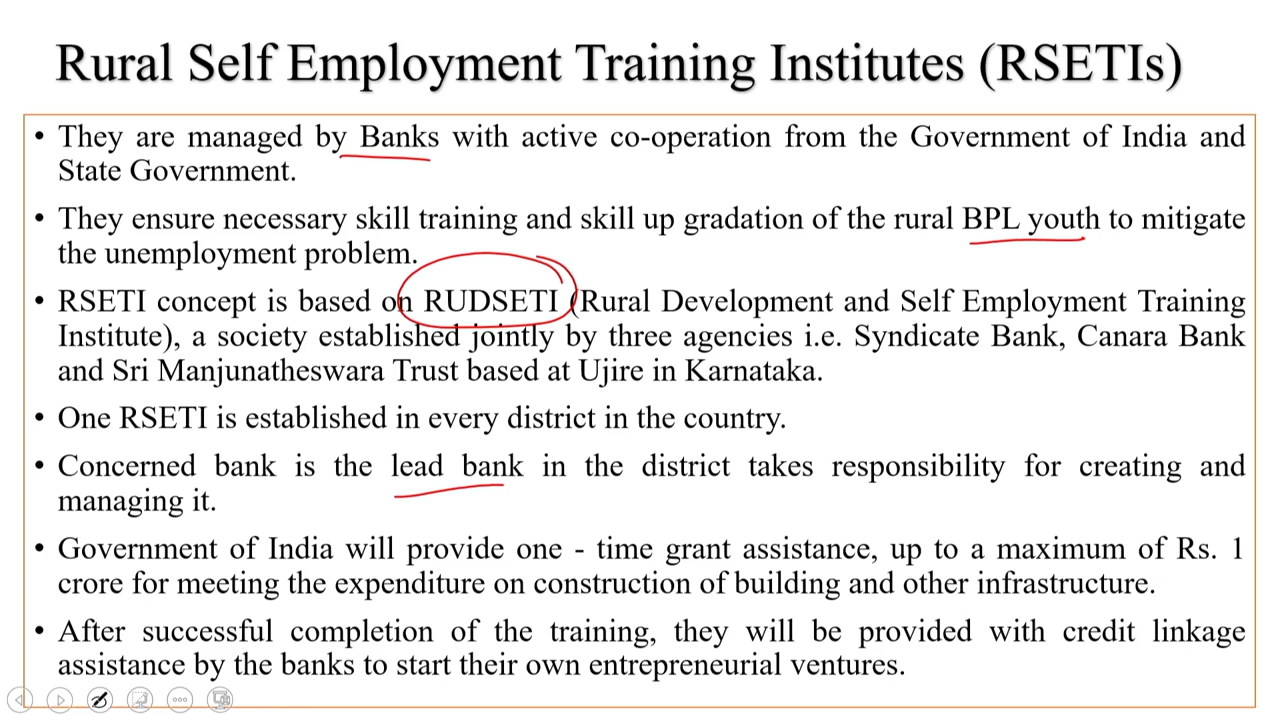 Rural Self Employment Training Institutes (RSETIs)
• They are managed by Banks with active co-operation from the Government of India and
State Government.
• They ensure necessary skill training and skill up gradation of the rural BPL youth to mitigate
the unemployment problem.
• RSETI concept is based on RUDSETI (Rural Development and Self Employment Training
Institute), a society established jointly by three agencies i.e. Syndicate Bank, Canara Bank
and Sri Manjunatheswara Trust based at Ujire in Karnataka.
• One RSETI is established in every district in the country.
• Concerned bank is the lead bank in the district takes responsibility for creating and
managing it.
• Government of India will provide one - time grant assistance, up to a maximum of Rs. 1
crore for meeting the expenditure on construction of building and other infrastructure.
• After successful completion of the training, they will be provided with credit linkage
assistance by the banks to start their own entrepreneurial ventures.